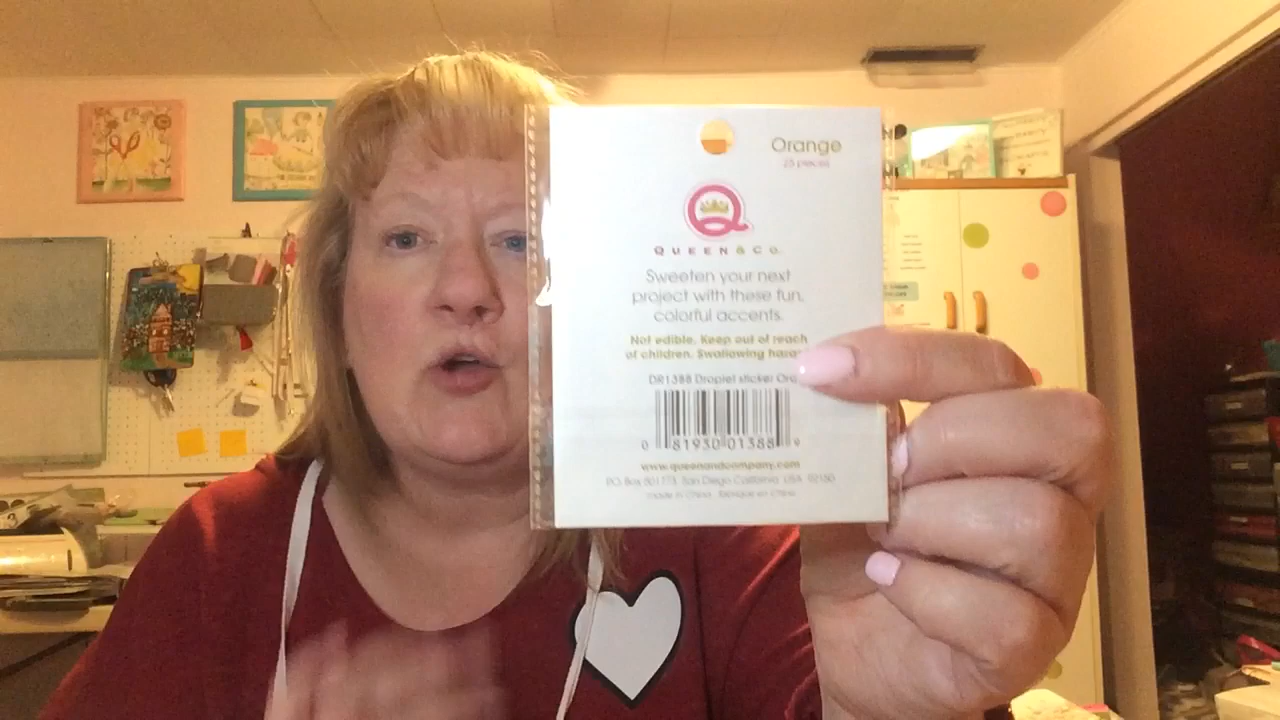 Orange
25 pieces
Q
QUEEN & CO.
Sweeten your next
project with these fun,
colorful accents.
Not edible. Keep out of reach
of children. Swallowing
DR1388 Droplet sticker
0 81930 01388 9
www.queenandcompany.com
San Diego California, USA
made in China